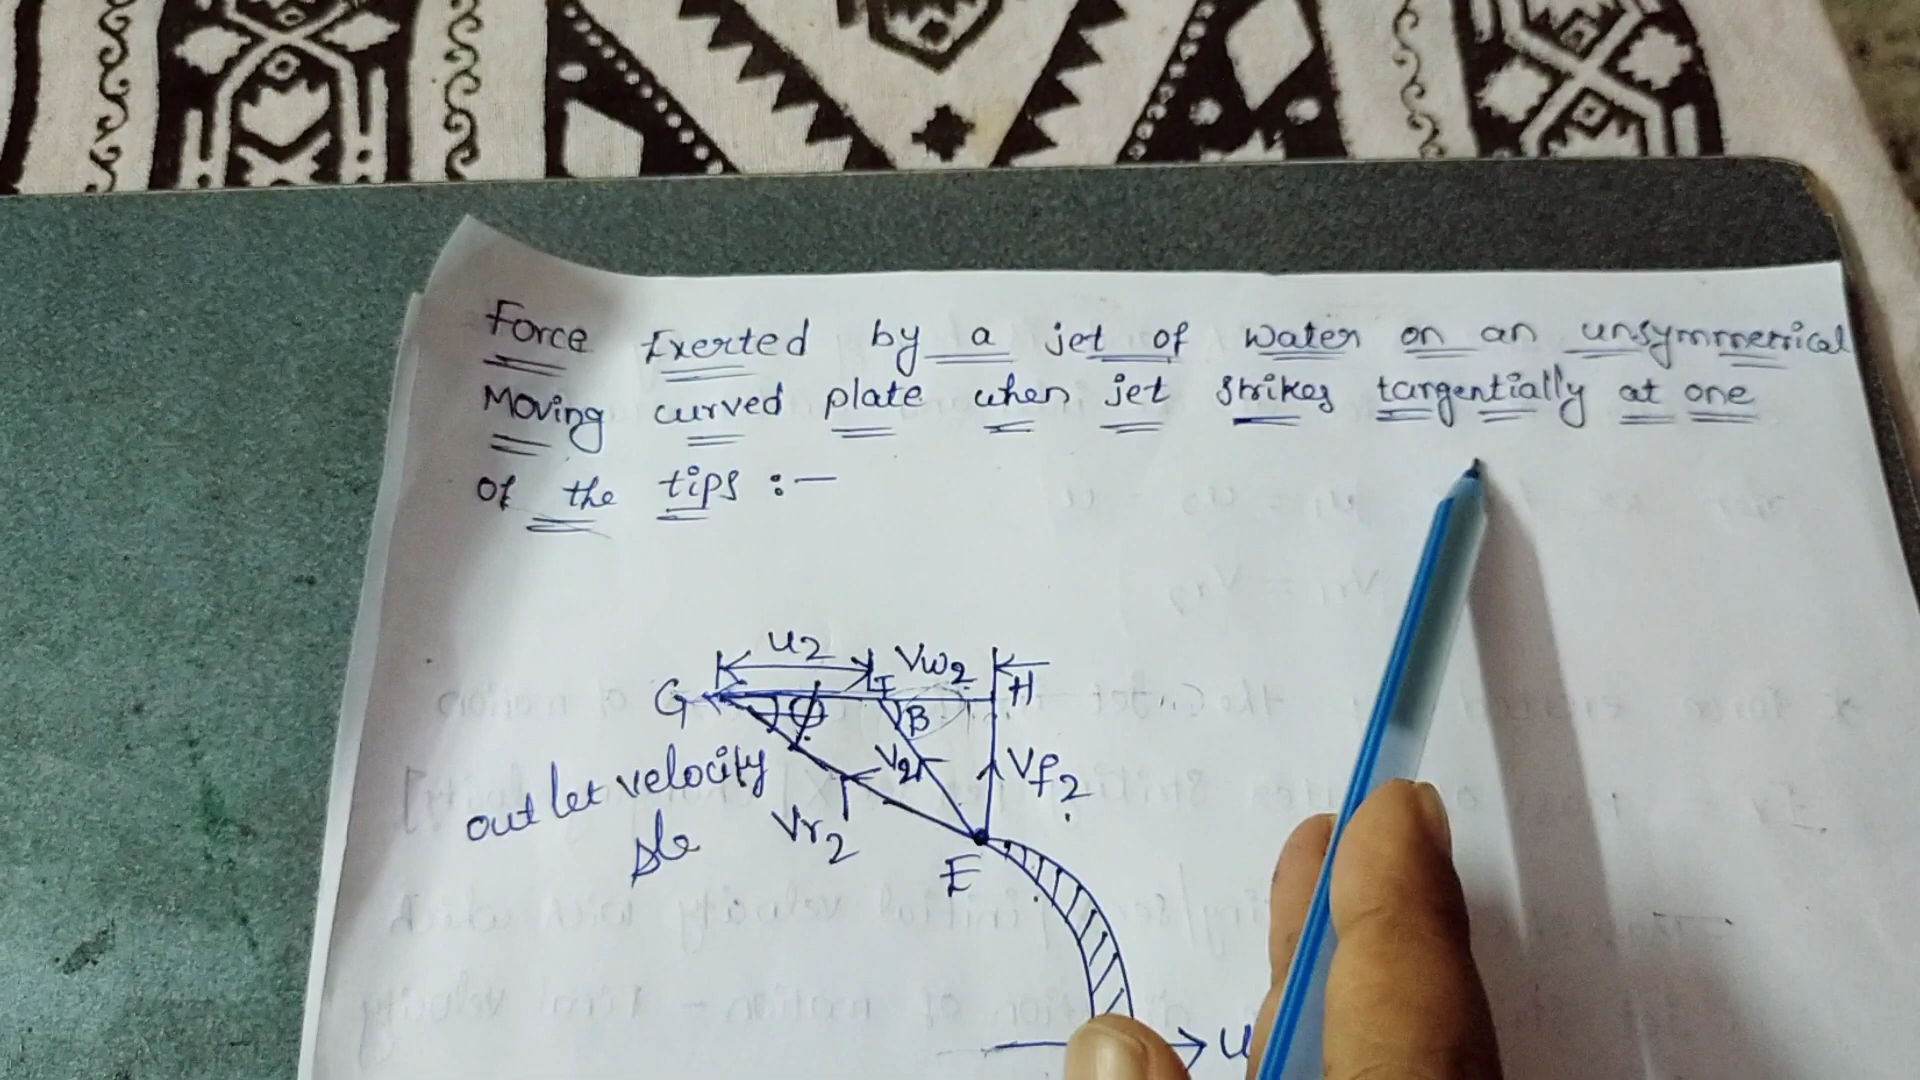 Force Exerted by a jet of water on an unsymmetrical
Moving curved plate when jet strikes targentially at one
of the tips :-
u2 Vw2
G I H
ϕ B
V2 Vf2
outlet velocity
Vr2
E
u